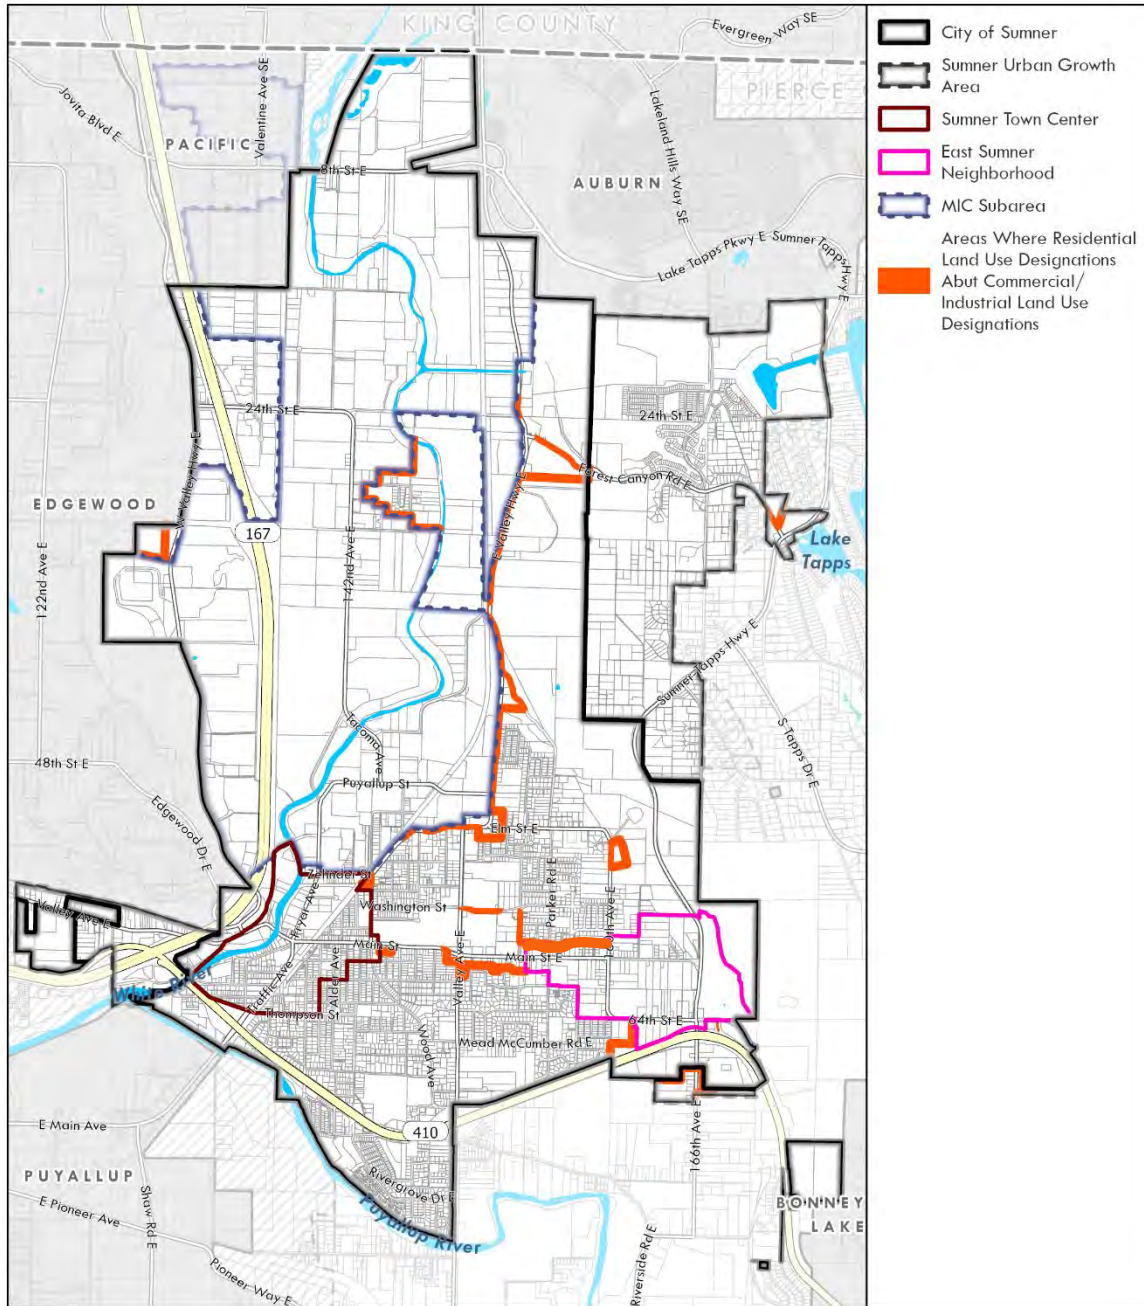 KING COUNTY
Evergreen Way SE
City of Sumner
Sumner Urban Growth
Area
Sumner Town Center
East Sumner
Neighborhood
MIC Subarea
Areas Where Residential
Land Use Designations
Abut Commercial/
Industrial Land Use
Designations
PIERCE
Jovita Blvd E
Valentine Ave SE
Lakeland Hills Way SE
PACIFIC
8th St E
AUBURN
Lake Tapps Pkwy E
Sumner Tapps Hwy E
24th St E
24th St E
W Valley Hwy E
E Valley Hwy E
Forest Canyon Rd E
EDGEWOOD
167
122nd Ave E
142nd Ave E
Lake
Tapps
Sumner Tapps Hwy E
S Tapps Dr E
48th St E
Tacoma Ave
Puyallup St
Edgewood Dr E
Elm St E
Zehnder St
Parker Rd E
160th Ave E
Valley Ave E
Fryar Ave
Washington St
Main St
Main St E
Valley Ave E
Traffic Ave
Alder Ave
White River
Thompson St
64th St E
Wood Ave
Mead McCumber Rd E
E Main Ave
410
166th Ave E
PUYALLUP
Shaw Rd E
Rivergrove Dr E
E Pioneer Ave
Puyallup River
BONNEY
LAKE
Riverside Rd E
Pioneer Way E